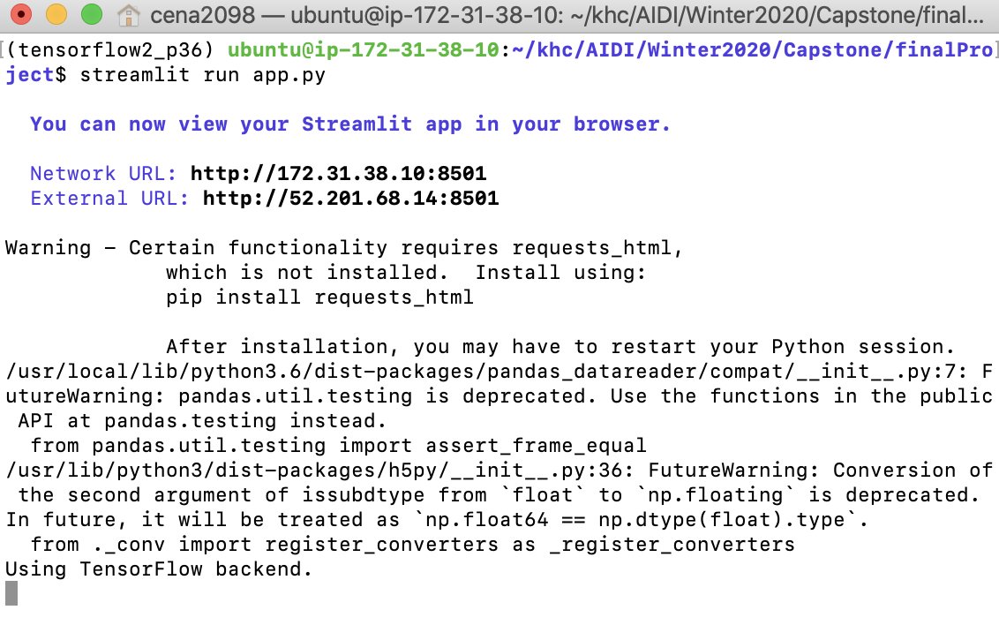 cena2098 — ubuntu@ip-172-31-38-10: ~/khc/AIDI/Winter2020/Capstone/final...
[(tensorflow2_p36) ubuntu@ip-172-31-38-10:~/khc/AIDI/Winter2020/Capstone/finalPro]
ject$ streamlit run app.py
You can now view your Streamlit app in your browser.
Network URL: http://172.31.38.10:8501
External URL: http://52.201.68.14:8501
Warning - Certain functionality requires requests_html,
which is not installed.  Install using:
pip install requests_html
After installation, you may have to restart your Python session.
/usr/local/lib/python3.6/dist-packages/pandas_datareader/compat/__init__.py:7: F
utureWarning: pandas.util.testing is deprecated. Use the functions in the public
API at pandas.testing instead.
from pandas.util.testing import assert_frame_equal
/usr/lib/python3/dist-packages/h5py/__init__.py:36: FutureWarning: Conversion of
the second argument of issubdtype from `float` to `np.floating` is deprecated.
In future, it will be treated as `np.float64 == np.dtype(float).type`.
from ._conv import register_converters as _register_converters
Using TensorFlow backend.